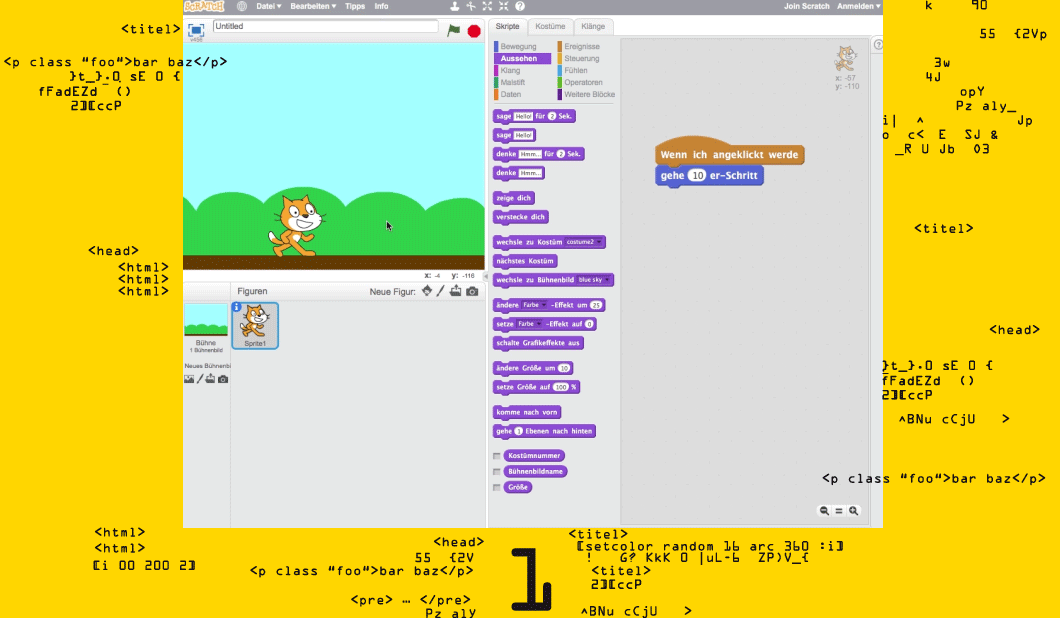 SCRATCH Datei Bearbeiten Tipps Info Join Scratch Anmelden
Untitled
v456
Skripte Kostüme Klänge
Bewegung Ereignisse
Aussehen Steuerung
Klang Fühlen
Malstift Operatoren
Daten Weitere Blöcke
sage Hello! für 2 Sek.
sage Hello!
denke Hmm... für 2 Sek.
denke Hmm...
zeige dich
verstecke dich
wechsle zu Kostüm costume2
nächstes Kostüm
wechsle zu Bühnenbild blue sky
ändere Farbe -Effekt um 25
setze Farbe -Effekt auf 0
schalte Grafikeffekte aus
ändere Größe um 10
setze Größe auf 100 %
komme nach vorn
gehe 1 Ebenen nach hinten
Kostümnummer
Bühnenbildname
Größe
x: -57
y: -110
Wenn ich angeklickt werde
gehe 10 er-Schritt
x: -4 y: -116
Figuren Neue Figur:
Bühne
1 Bühnenbild
Neues Bühnenbi
Sprite1
<titel>
<p class "foo">bar baz</p>
}t_}.0 sE 0 {
fFadEZd ()
2][ccP
<head>
<html>
<html>
<html>
<html>
<html>
[i 00 200 2]
<head>
55 {2V
<p class "foo">bar baz</p>
<pre> … </pre>
Pz aly
1
<titel>
[setcolor random 16 arc 360 :i]
! G? KkK 0 |uL-6 ZP)V_{
<titel>
2][ccP
^BNu cCjU >
k 90
55 {2Vp
3w
4J
opY
Pz aly_
i| ^ Jp
o c< E SJ &
_R U Jb 03
<titel>
<head>
}t_}.0 sE 0 {
fFadEZd ()
2][ccP
^BNu cCjU >
<p class "foo">bar baz</p>